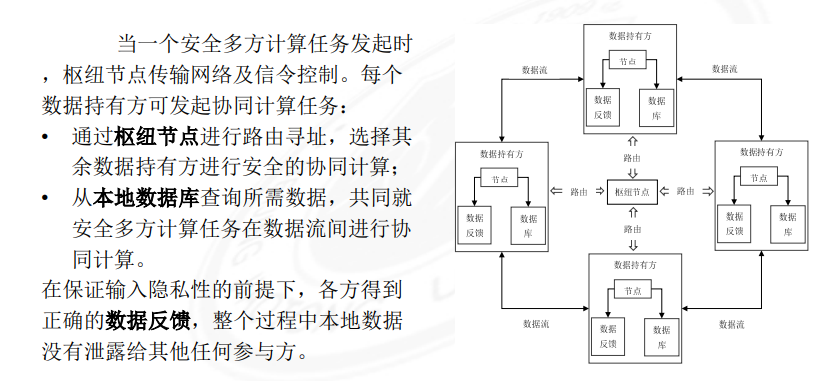 当一个安全多方计算任务发起时
，枢纽节点传输网络及信令控制。每个
数据持有方可发起协同计算任务：
• 通过枢纽节点进行路由寻址，选择其
余数据持有方进行安全的协同计算；
• 从本地数据库查询所需数据，共同就
安全多方计算任务在数据流间进行协
同计算。
在保证输入隐私性的前提下，各方得到
正确的数据反馈，整个过程中本地数据
没有泄露给其他任何参与方。
数据持有方
节点
数据
反馈
数据
库
数据流
数据流
路由
数据持有方
节点
数据
反馈
数据
库
路由
枢纽节点
路由
数据持有方
节点
数据
反馈
数据
库
路由
数据持有方
节点
数据
反馈
数据
库
数据流
数据流